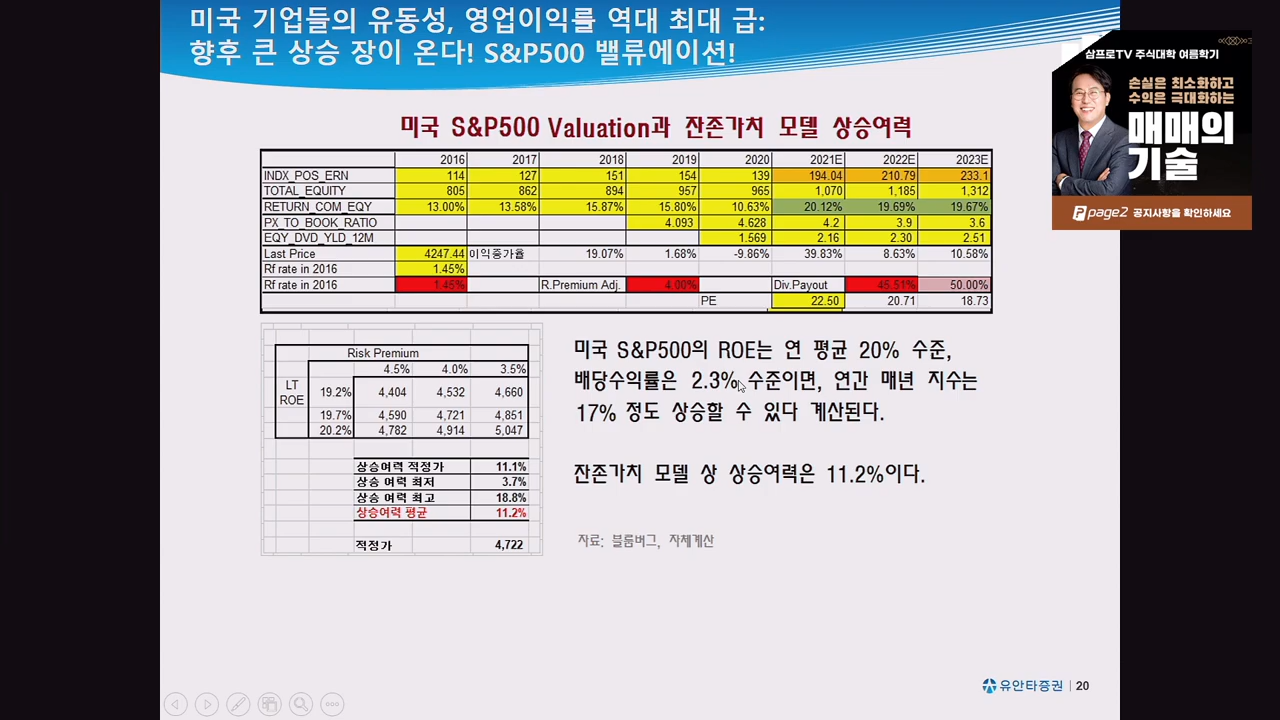 미국 기업들의 유동성, 영업이익률 역대 최대 급:
향후 큰 상승 장이 온다! S&P500 밸류에이션!
삼프로TV 주식대학 여름학기
손실은 최소화하고
수익은 극대화하는
매매의
기술
page2 공지사항을 확인하세요
미국 S&P500 Valuation과 잔존가치 모델 상승여력
2016 2017 2018 2019 2020 2021E 2022E 2023E
INDX_POS_ERN 114 127 151 154 139 194.04 210.79 233.1
TOTAL_EQUITY 805 862 894 957 965 1,070 1,185 1,312
RETURN_COM_EQY 13.00% 13.58% 15.87% 15.80% 10.63% 20.12% 19.69% 19.67%
PX_TO_BOOK_RATIO 4.093 4.628 4.2 3.9 3.6
EQY_DVD_YLD_12M 1.569 2.16 2.30 2.51
Last Price 4247.44 이익증가율 19.07% 1.68% -9.86% 39.83% 8.63% 10.58%
Rf rate in 2016 1.45%
Rf rate in 2016 1.45% R.Premium Adj. 4.00% Div.Payout 45.51% 50.00%
PE 22.50 20.71 18.73
Risk Premium
4.5% 4.0% 3.5%
LT
ROE
19.2% 4,404 4,532 4,660
19.7% 4,590 4,721 4,851
20.2% 4,782 4,914 5,047
상승여력 적정가 11.1%
상승 여력 최저 3.7%
상승 여력 최고 18.8%
상승여력 평균 11.2%
적정가 4,722
미국 S&P500의 ROE는 연 평균 20% 수준,
배당수익률은 2.3% 수준이면, 연간 매년 지수는
17% 정도 상승할 수 있다 계산된다.
잔존가치 모델 상 상승여력은 11.2%이다.
자료: 블룸버그, 자체계산
유안타증권 20